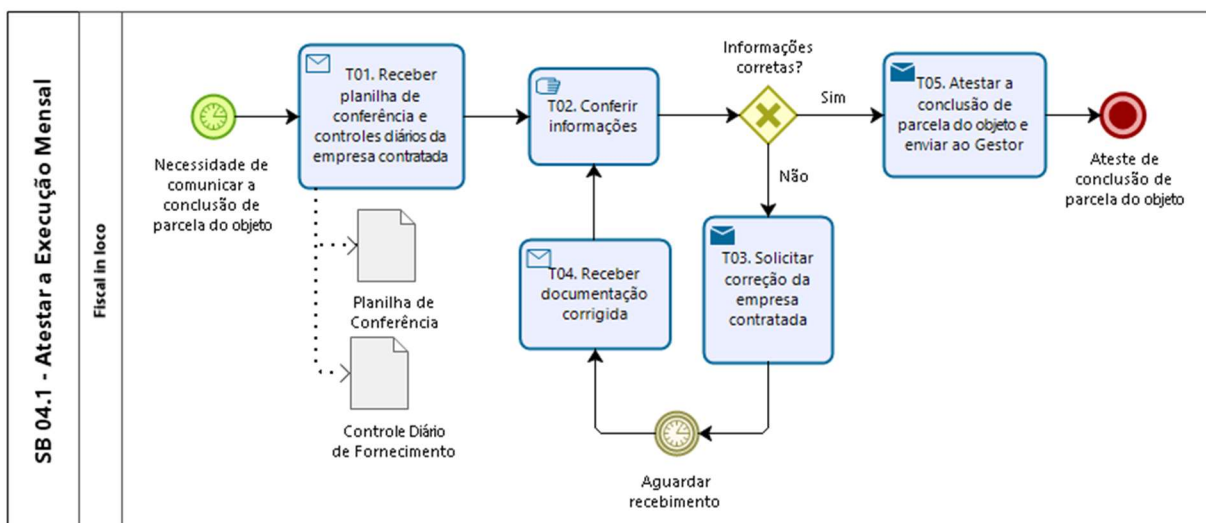 SB 04.1 - Atestar a Execução Mensal
Fiscal in loco
Necessidade de
comunicar a
conclusão de
parcela do objeto
T01. Receber
planilha de
conferência e
controles diários da
empresa contratada
Planilha de
Conferência
Controle Diário
de Fornecimento
T02. Conferir
informações
Informações
corretas?
Sim
Não
T03. Solicitar
correção da
empresa
contratada
Aguardar
recebimento
T04. Receber
documentação
corrigida
T05. Atestar a
conclusão de
parcela do objeto e
enviar ao Gestor
Ateste de
conclusão de
parcela do objeto